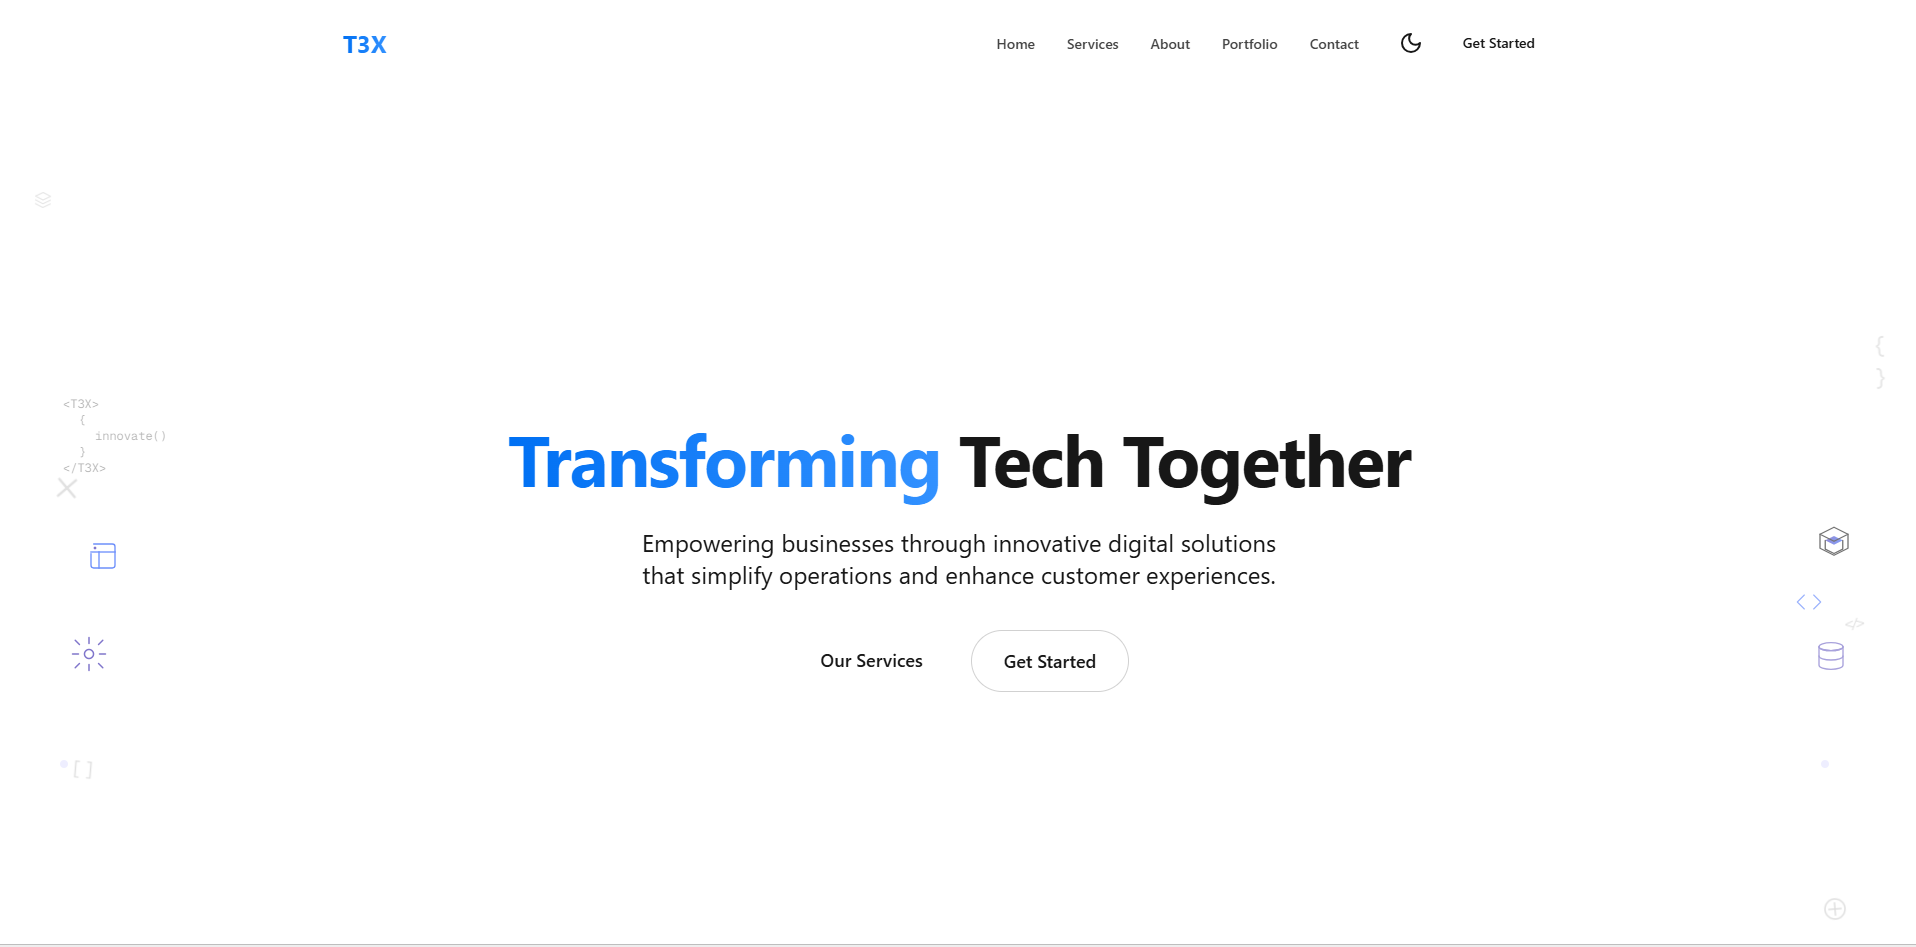 T3X
Home Services About Portfolio Contact Get Started
{
}
<T3X>
{
innovate()
}
</T3X>
Transforming Tech Together
Empowering businesses through innovative digital solutions
that simplify operations and enhance customer experiences.
< >
</>
Our Services Get Started
[ ]